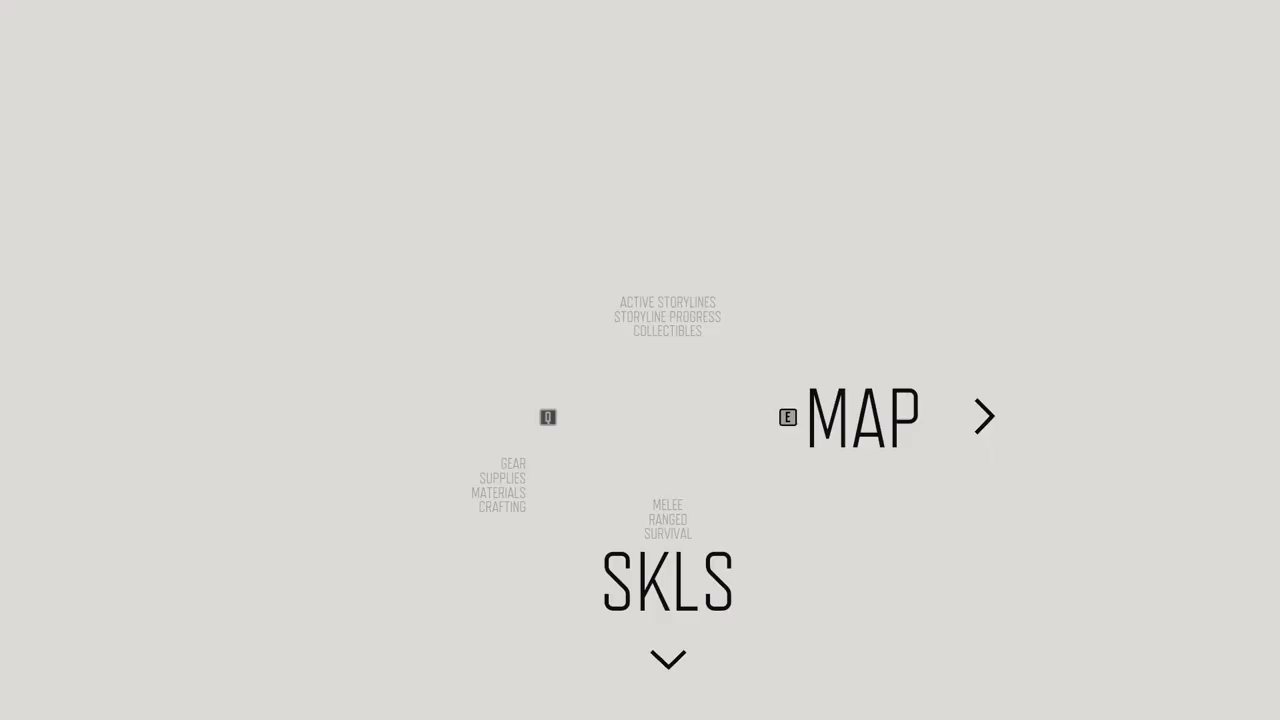 ACTIVE STORYLINES
STORYLINE PROGRESS
COLLECTIBLES
Q
E
MAP
GEAR
SUPPLIES
MATERIALS
CRAFTING
MELEE
RANGED
SURVIVAL
SKLS